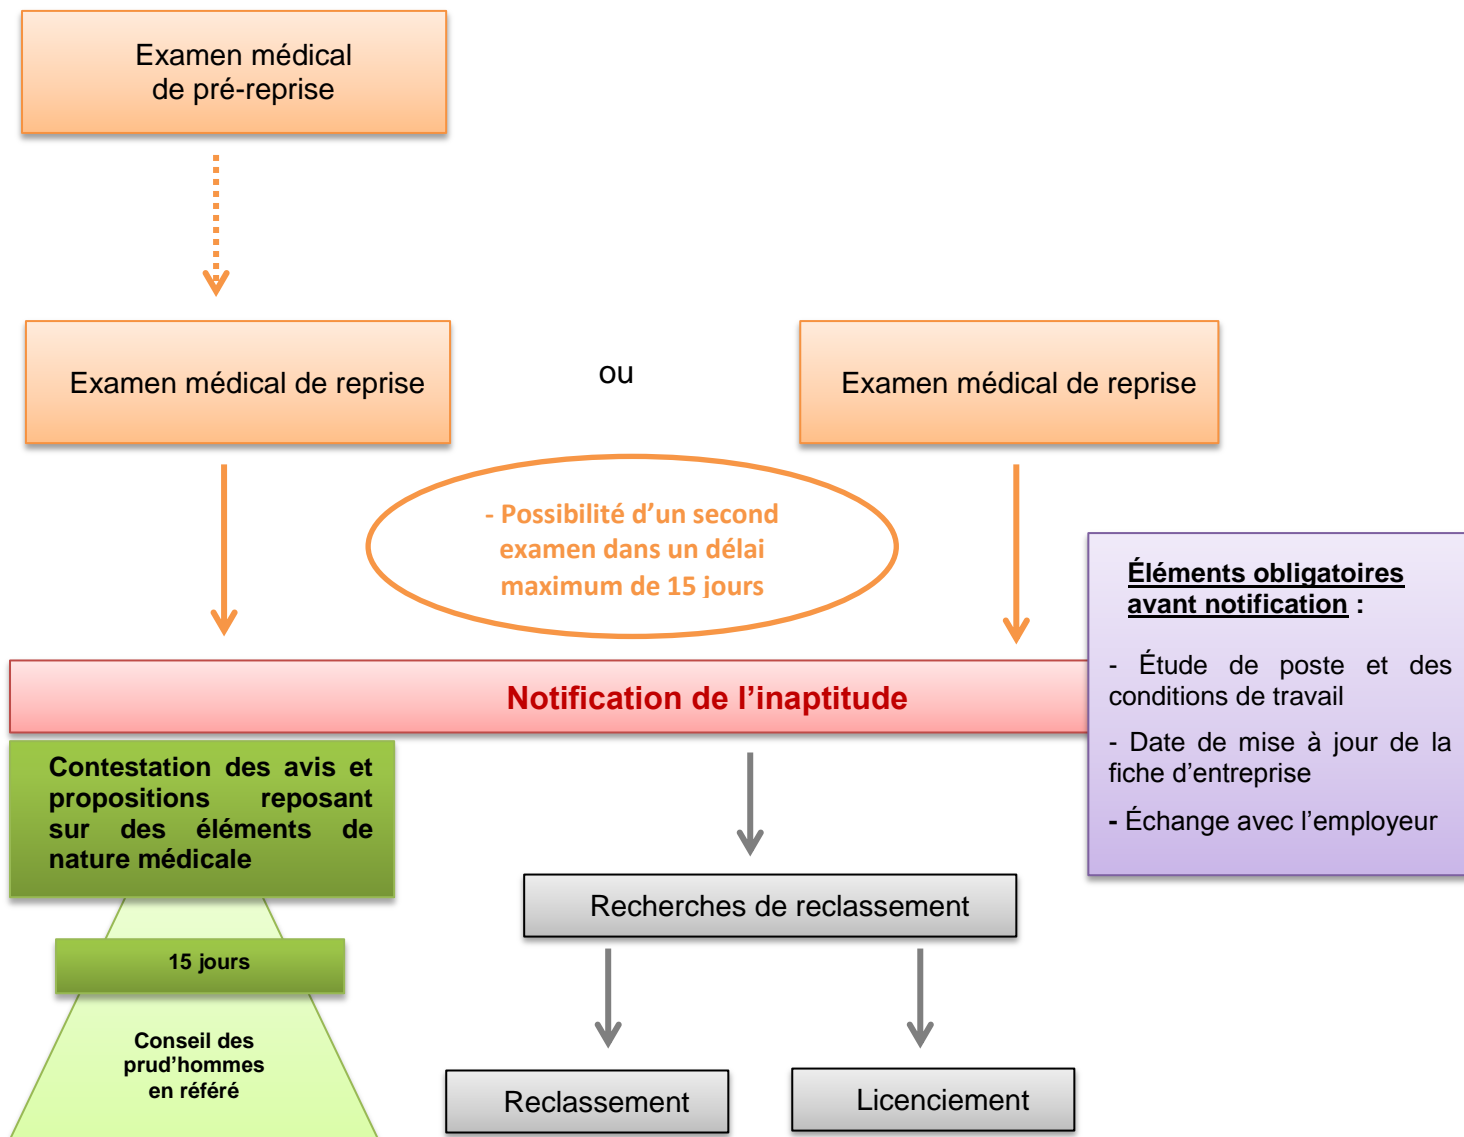 Examen médical
de pré-reprise
Examen médical de reprise
ou
Examen médical de reprise
- Possibilité d'un second
examen dans un délai
maximum de 15 jours
Éléments obligatoires
avant notification :
- Étude de poste et des
conditions de travail
- Date de mise à jour de la
fiche d'entreprise
- Échange avec l'employeur
Notification de l'inaptitude
Contestation des avis et
propositions reposant
sur des éléments de
nature médicale
15 jours
Conseil des
prud'hommes
en référé
Recherches de reclassement
Reclassement
Licenciement